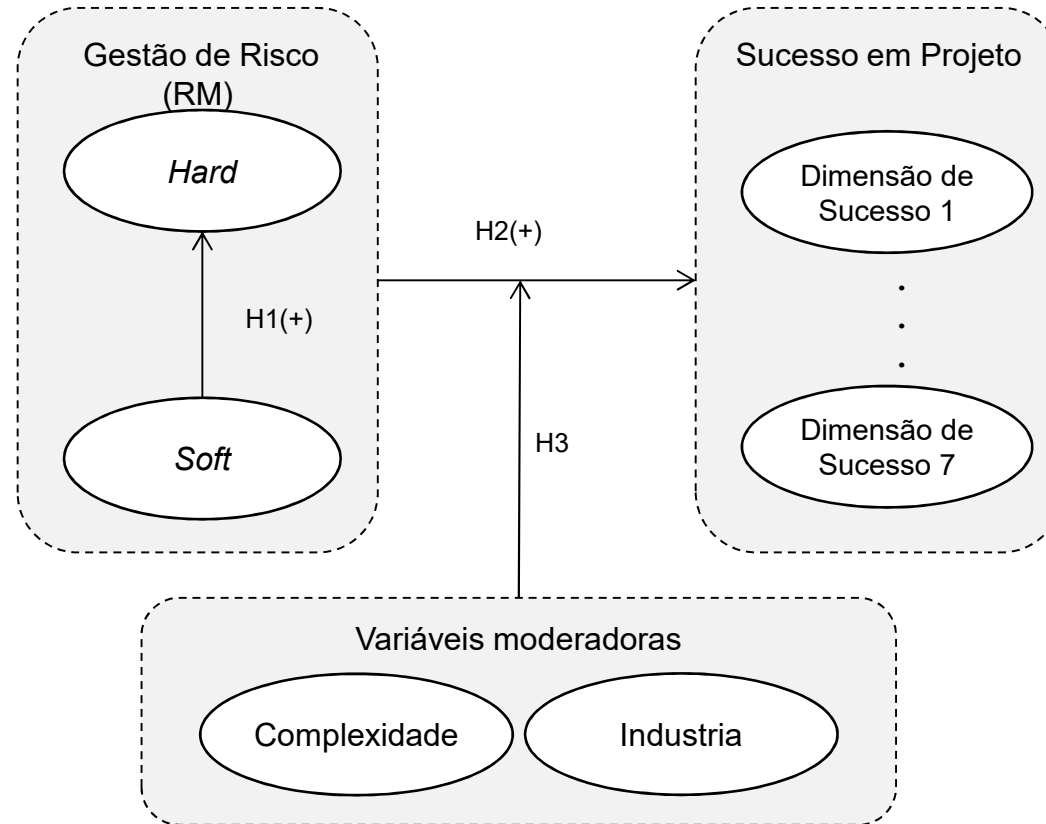 Gestão de Risco
(RM)
Hard
H1(+)
Soft
H2(+)
H3
Sucesso em Projeto
Dimensão de
Sucesso 1
.
.
.
Dimensão de
Sucesso 7
Variáveis moderadoras
Complexidade
Industria